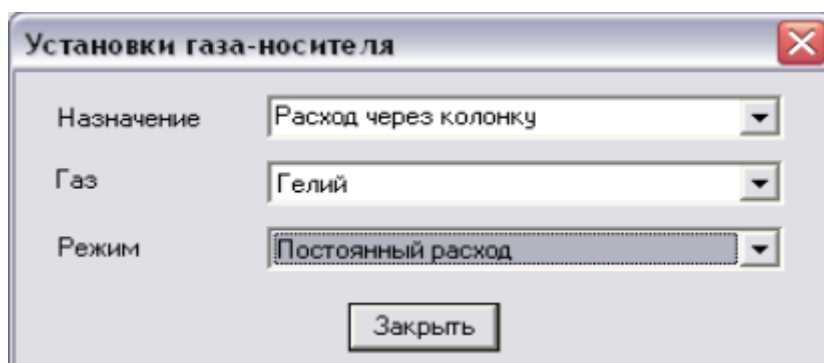 Установки газа-носителя
Назначение Расход через колонку
Газ Гелий
Режим Постоянный расход
Закрыть